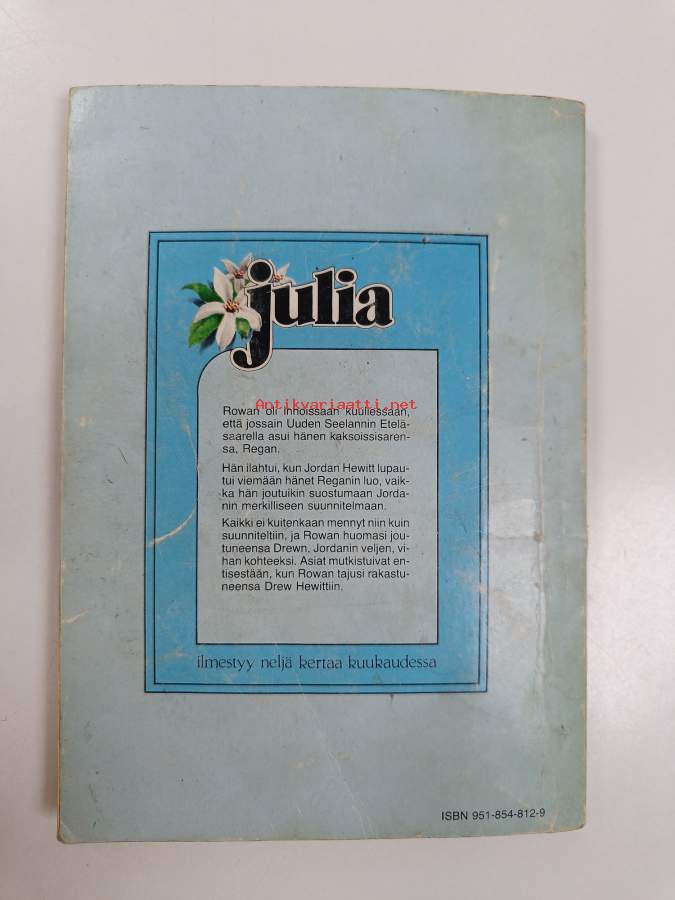 julia
Antikvariaatti.net
Rowan oli innoissaan kuullessaan,
että jossain Uuden Seelannin Etelä-
saarella asui hänen kaksoissisaren-
sa, Regan.
Hän ilahtui, kun Jordan Hewitt lupau-
tui viemään hänet Reganin luo, vaik-
ka hän joutuikin suostumaan Jorda-
nin merkilliseen suunnitelmaan.
Kaikki ei kuitenkaan mennyt niin kuin
suunniteltiin, ja Rowan huomasi jou-
tuneensa Drewn, Jordanin veljen, vi-
han kohteeksi. Asiat mutkistuivat en-
tisestään, kun Rowan tajusi rakastu-
neensa Drew Hewittiin.
ilmestyy neljä kertaa kuukaudessa
ISBN 951-854-812-9